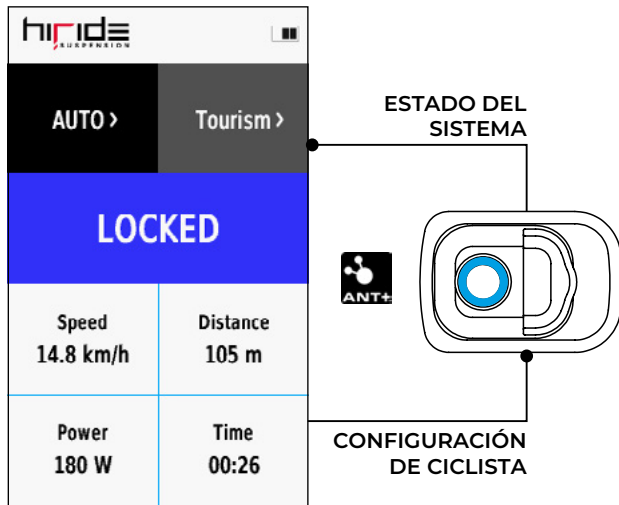 hiride
SUSPENSION
AUTO >
Tourism >
LOCKED
Speed
14.8 km/h
Distance
105 m
Power
180 W
Time
00:26
ESTADO DEL
SISTEMA
ANT+
CONFIGURACIÓN
DE CICLISTA